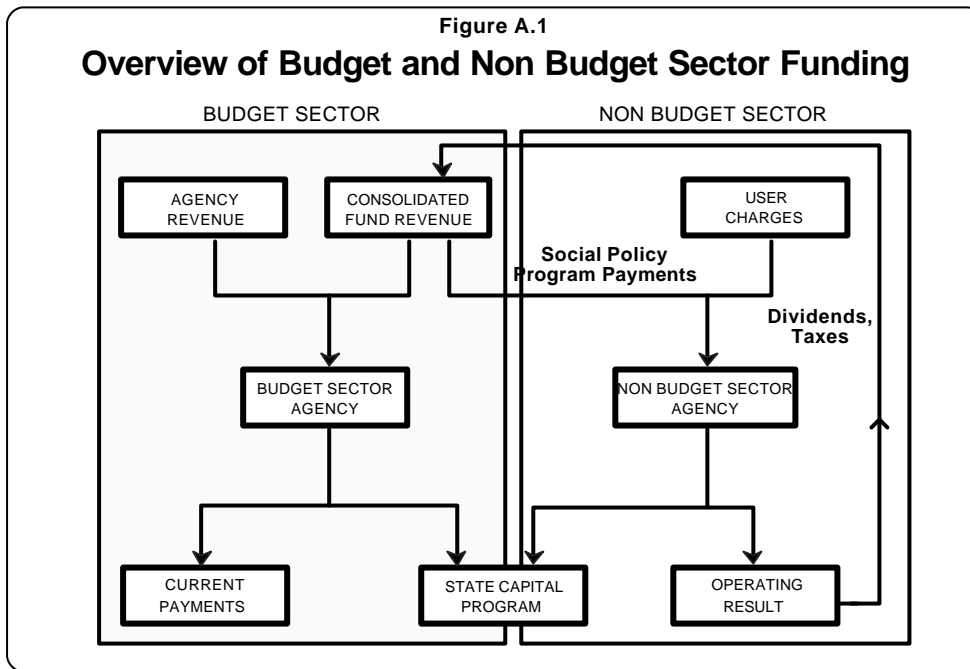 Figure A.1
Overview of Budget and Non Budget Sector Funding
BUDGET SECTOR
NON BUDGET SECTOR
AGENCY
REVENUE
CONSOLIDATED
FUND REVENUE
USER
CHARGES
Social Policy
Program Payments
Dividends,
Taxes
BUDGET SECTOR
AGENCY
NON BUDGET SECTOR
AGENCY
CURRENT
PAYMENTS
STATE CAPITAL
PROGRAM
OPERATING
RESULT